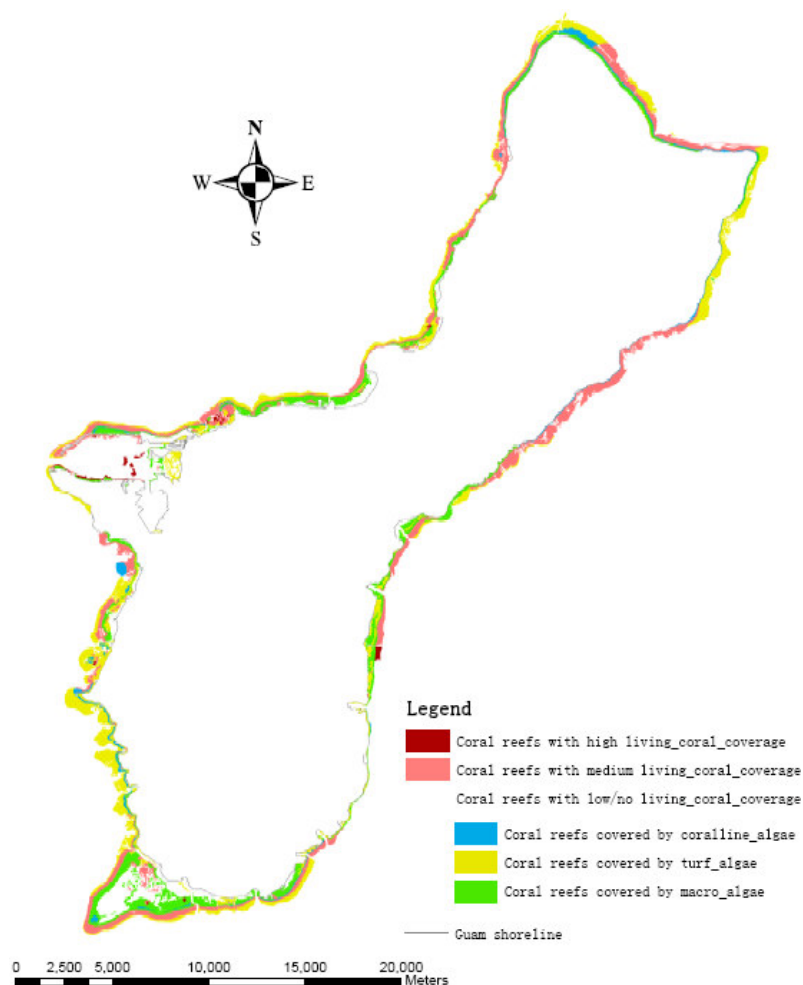 N
W E
S
Legend
Coral reefs with high living_coral_coverage
Coral reefs with medium living_coral_coverage
Coral reefs with low/no living_coral_coverage
Coral reefs covered by coralline_algae
Coral reefs covered by turf_algae
Coral reefs covered by macro_algae
Guam shoreline
0 2,500 5,000 10,000 15,000 20,000
Meters